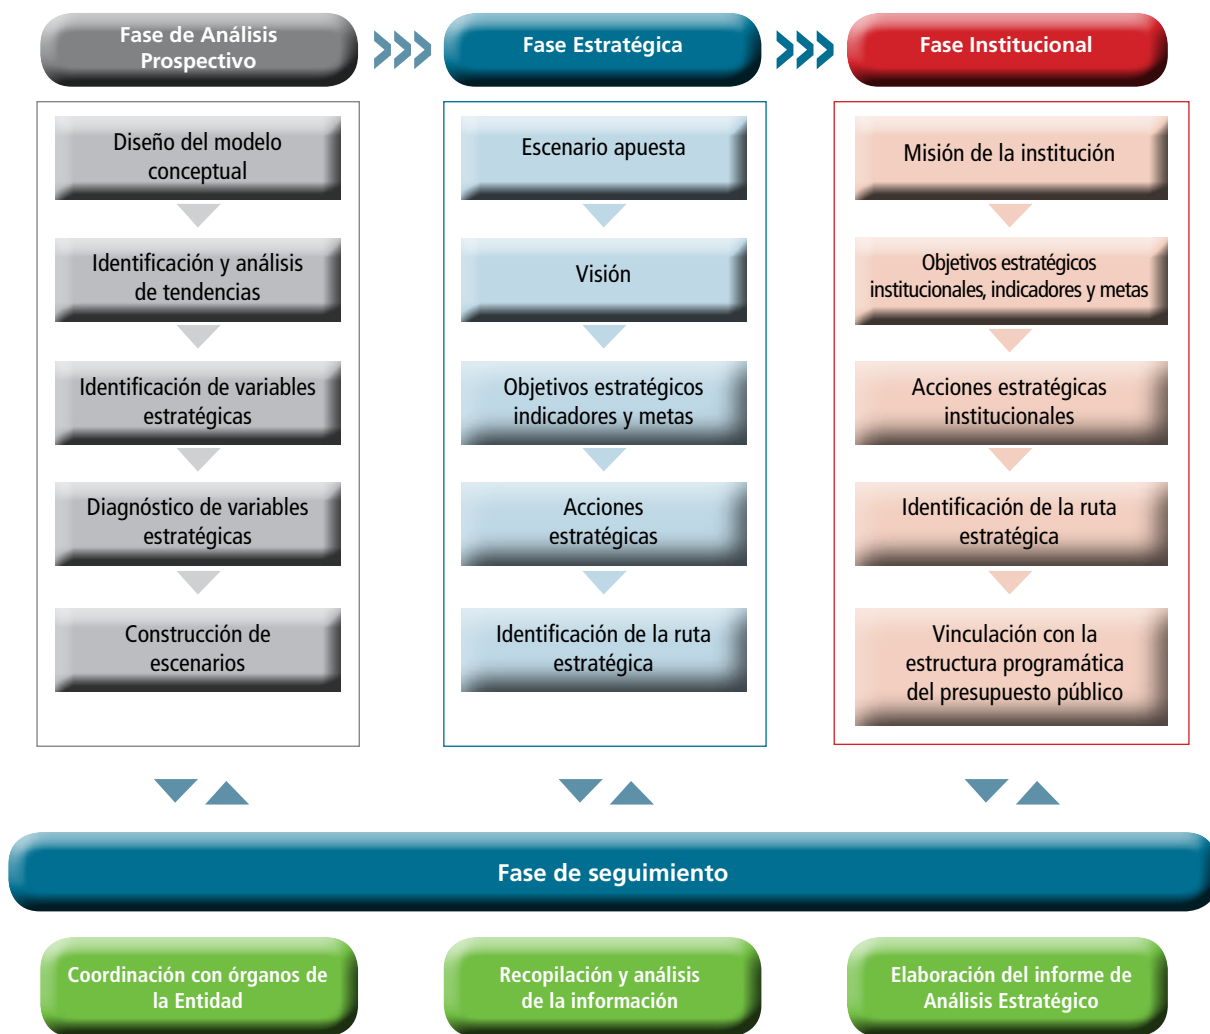 Fase de Análisis
Prospectivo
Fase Estratégica
Fase Institucional
Diseño del modelo
conceptual
Identificación y análisis
de tendencias
Identificación de variables
estratégicas
Diagnóstico de variables
estratégicas
Construcción de
escenarios
Escenario apuesta
Visión
Objetivos estratégicos
indicadores y metas
Acciones
estratégicas
Identificación de la ruta
estratégica
Misión de la institución
Objetivos estratégicos
institucionales, indicadores y metas
Acciones estratégicas
institucionales
Identificación de la ruta
estratégica
Vinculación con la
estructura programática
del presupuesto público
Fase de seguimiento
Coordinación con órganos de
la Entidad
Recopilación y análisis
de la información
Elaboración del informe de
Análisis Estratégico